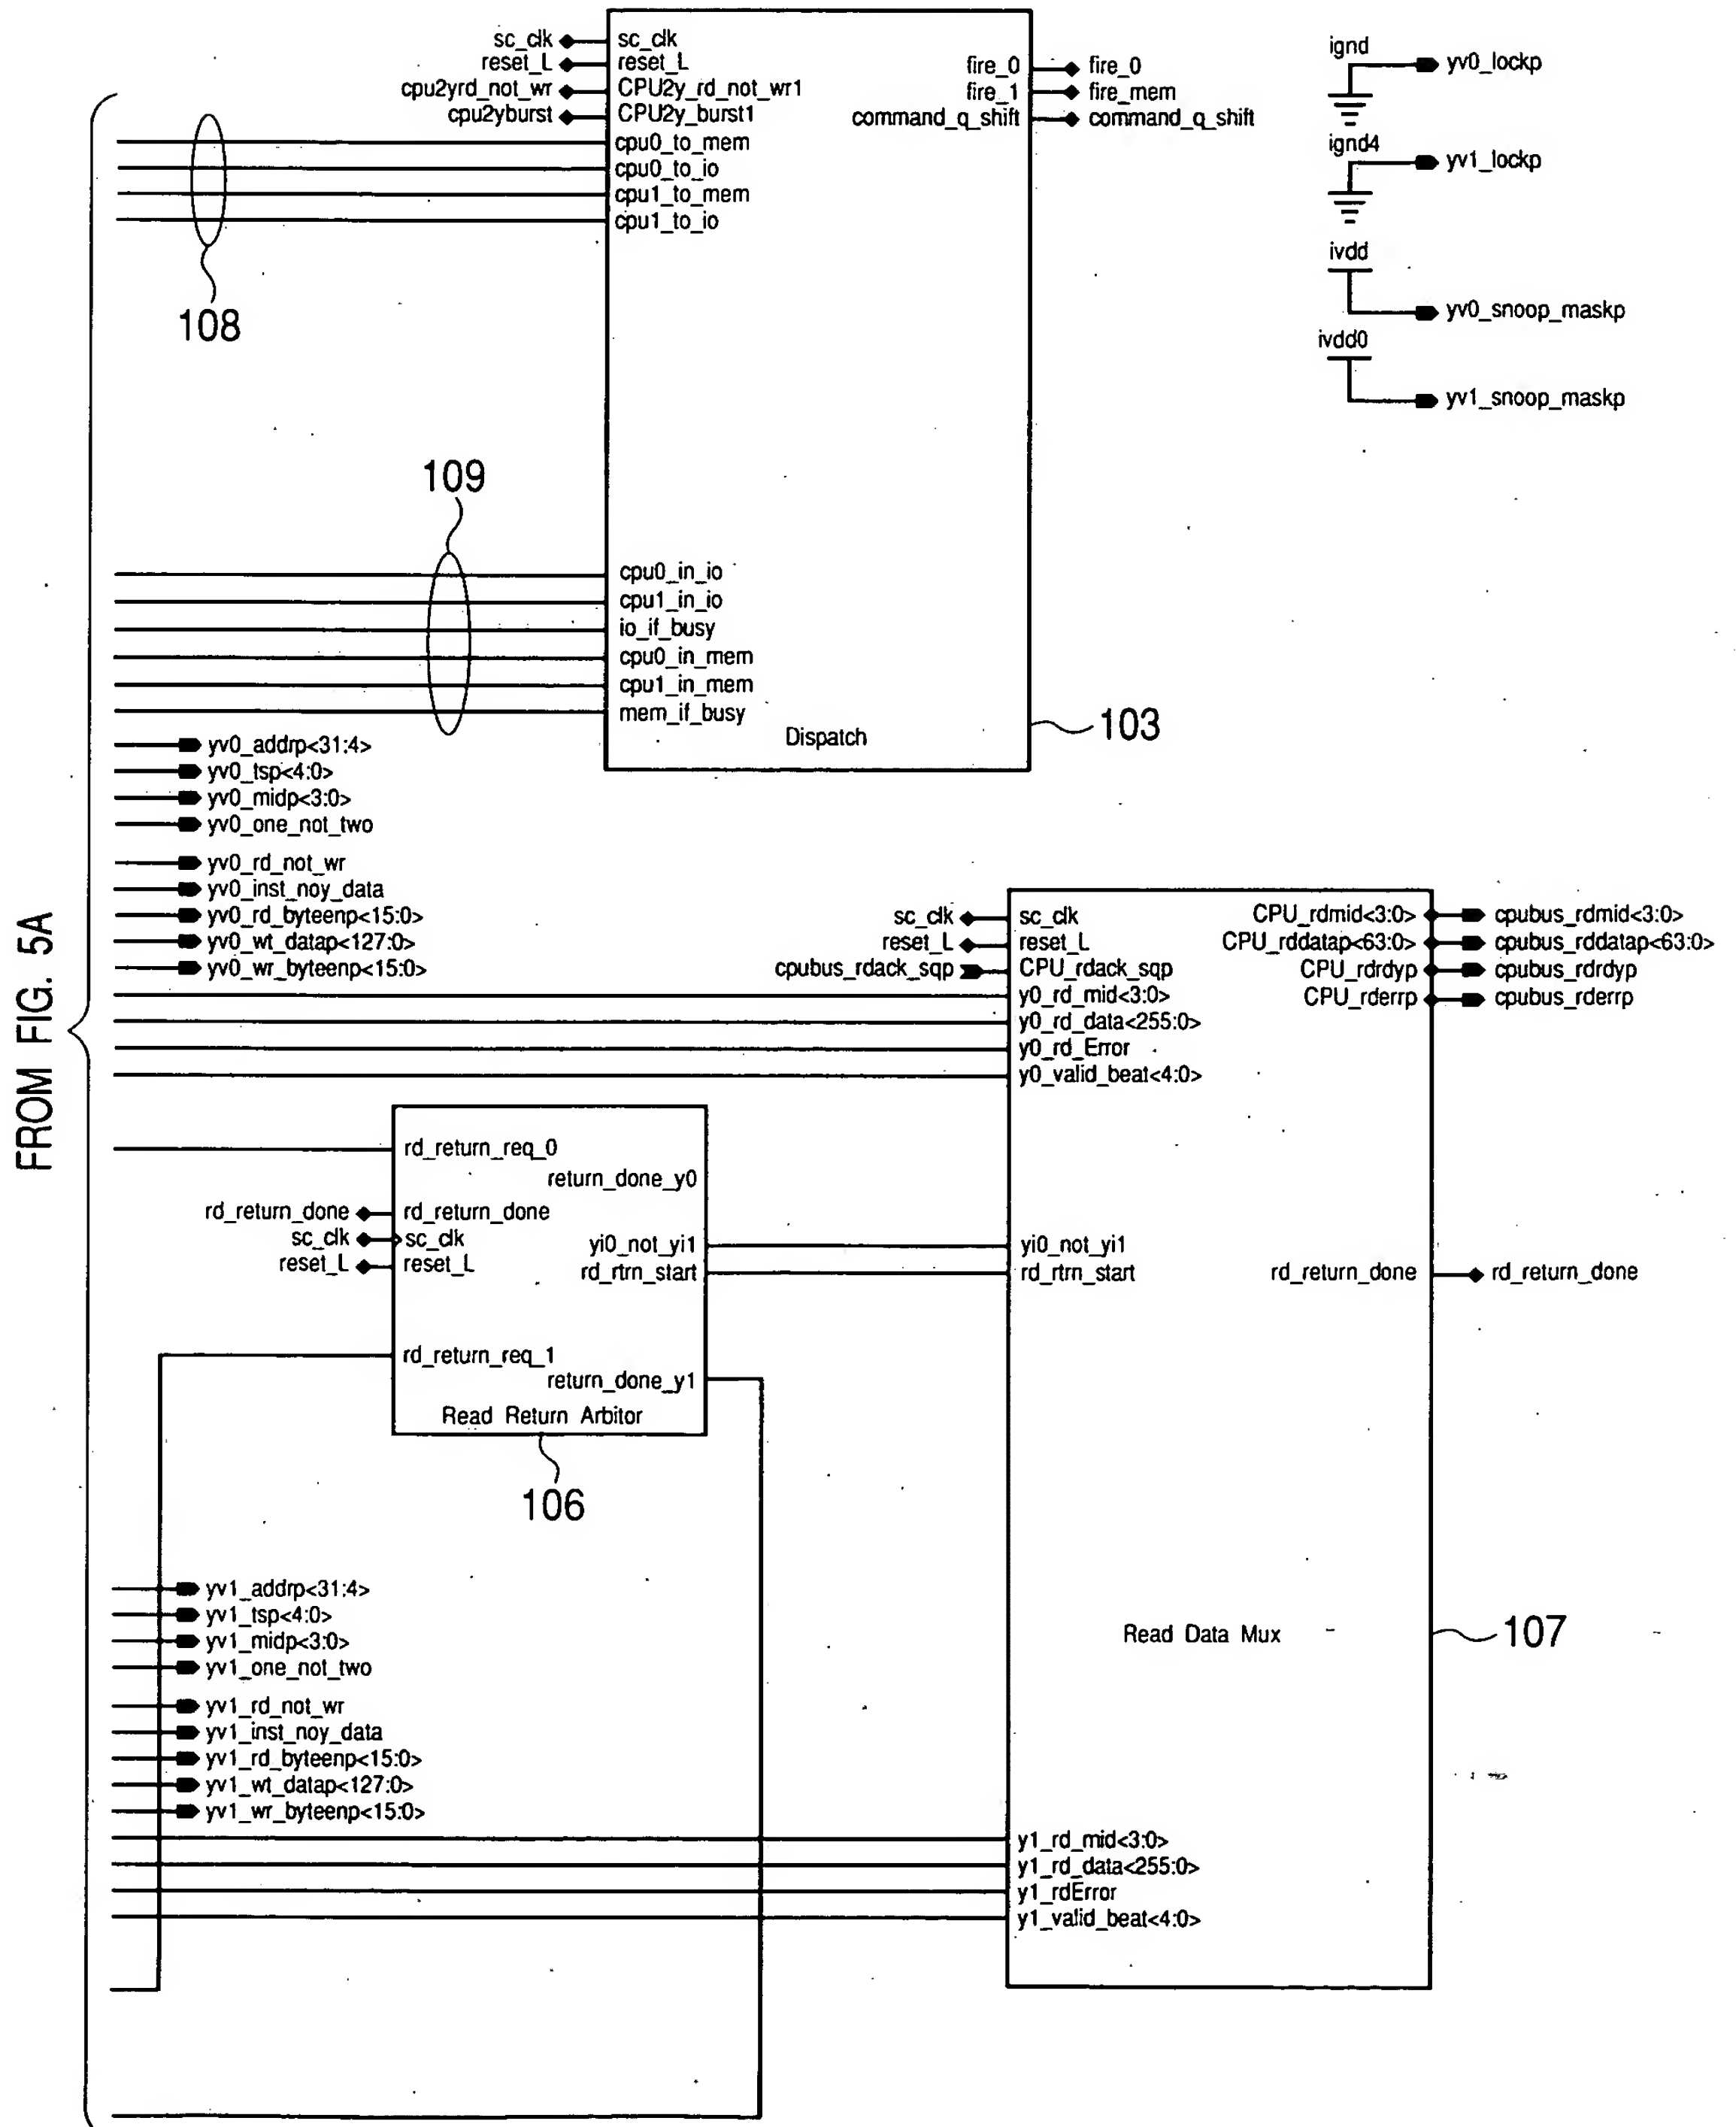 FROM FIG. 5A
sc_clk
reset_L
cpu2yrd_not_wr
cpu2yburst
sc_clk
reset_L
CPU2y_rd_not_wr1
CPU2y_burst1
cpu0_to_mem
cpu0_to_io
cpu1_to_mem
cpu1_to_io
fire_0
fire_1
command_q_shift
fire_0
fire_mem
command_q_shift
108
109
cpu0_in_io
cpu1_in_io
io_if_busy
cpu0_in_mem
cpu1_in_mem
mem_if_busy
Dispatch
103
ignd
yv0_lockp
ignd4
yv1_lockp
ivdd
yv0_snoop_maskp
ivdd0
yv1_snoop_maskp
yv0_addrp<31:4>
yv0_tsp<4:0>
yv0_midp<3:0>
yv0_one_not_two
yv0_rd_not_wr
yv0_inst_noy_data
yv0_rd_byteenp<15:0>
yv0_wt_datap<127:0>
yv0_wr_byteenp<15:0>
sc_clk
reset_L
cpubus_rdack_sqp
sc_clk
reset_L
CPU_rdack_sqp
y0_rd_mid<3:0>
y0_rd_data<255:0>
y0_rd_Error
y0_valid_beat<4:0>
CPU_rdmid<3:0>
CPU_rddatap<63:0>
CPU_rdrdyp
CPU_rderrp
cpubus_rdmid<3:0>
cpubus_rddatap<63:0>
cpubus_rdrdyp
cpubus_rderrp
rd_return_req_0
return_done_y0
rd_return_done
sc_clk
reset_L
rd_return_done
sc_clk
reset_L
yi0_not_yi1
rd_rtrn_start
rd_return_req_1
return_done_y1
Read Return Arbitor
106
yi0_not_yi1
rd_rtrn_start
rd_return_done
rd_return_done
yv1_addrp<31:4>
yv1_tsp<4:0>
yv1_midp<3:0>
yv1_one_not_two
yv1_rd_not_wr
yv1_inst_noy_data
yv1_rd_byteenp<15:0>
yv1_wt_datap<127:0>
yv1_wr_byteenp<15:0>
Read Data Mux
107
y1_rd_mid<3:0>
y1_rd_data<255:0>
y1_rdError
y1_valid_beat<4:0>